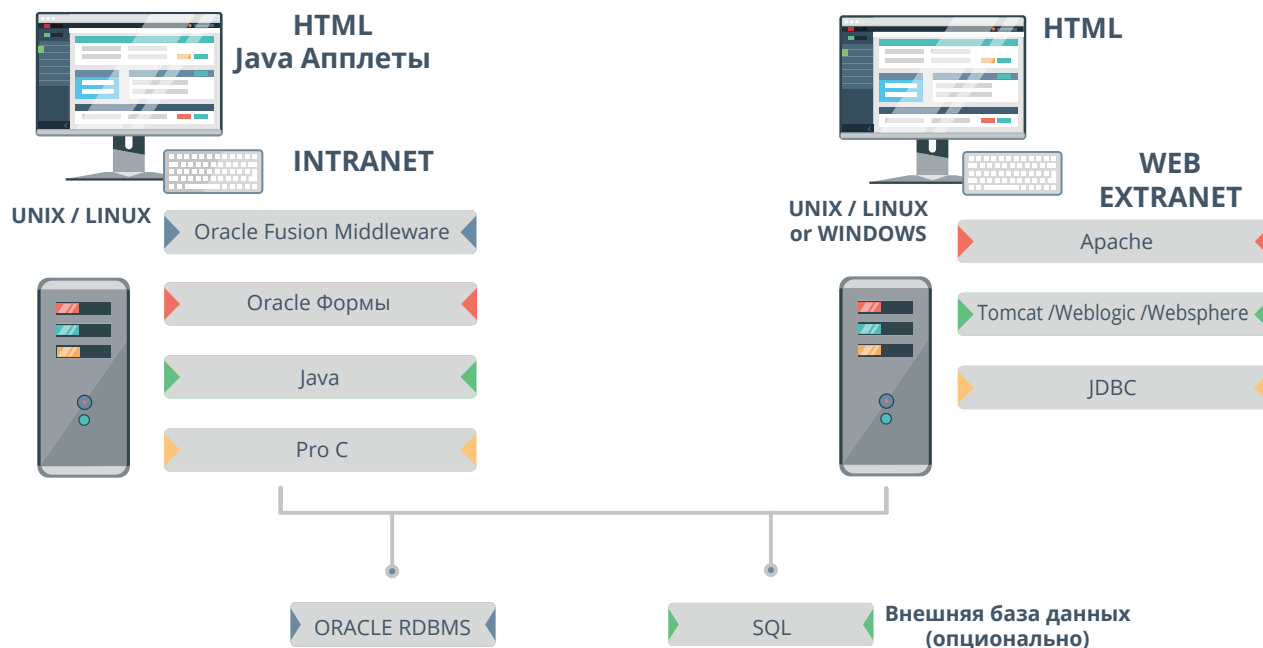 HTML
Java Апплеты
INTRANET
UNIX / LINUX
Oracle Fusion Middleware
Oracle Формы
Java
Pro C
HTML
WEB
EXTRANET
UNIX / LINUX
or WINDOWS
Apache
Tomcat /Weblogic /Websphere
JDBC
ORACLE RDBMS
SQL
Внешняя база данных
(опционально)